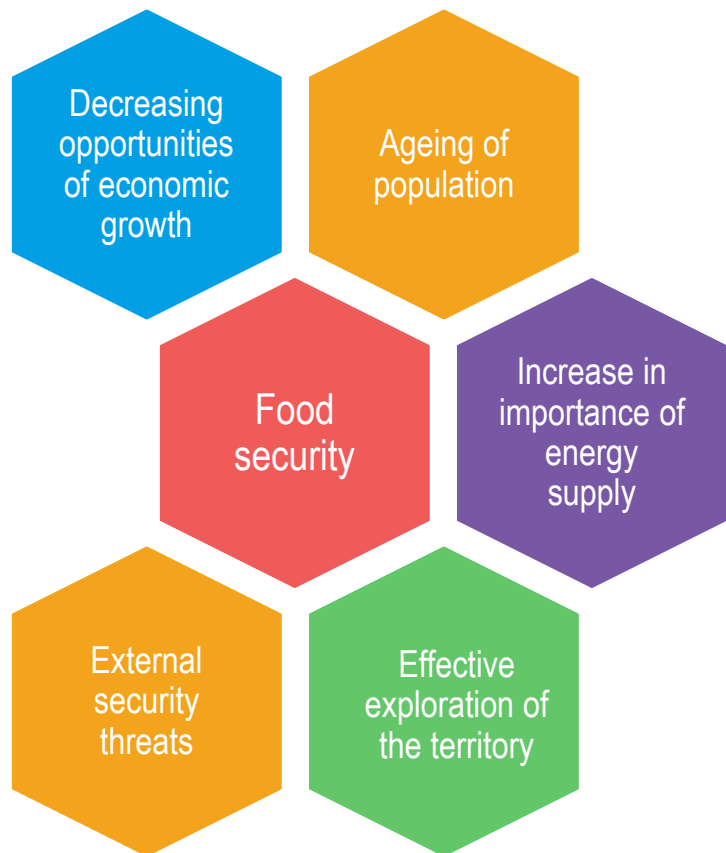 Decreasing
opportunities
of economic
growth
Ageing of
population
Food
security
Increase in
importance of
energy
supply
External
security
threats
Effective
exploration of
the territory